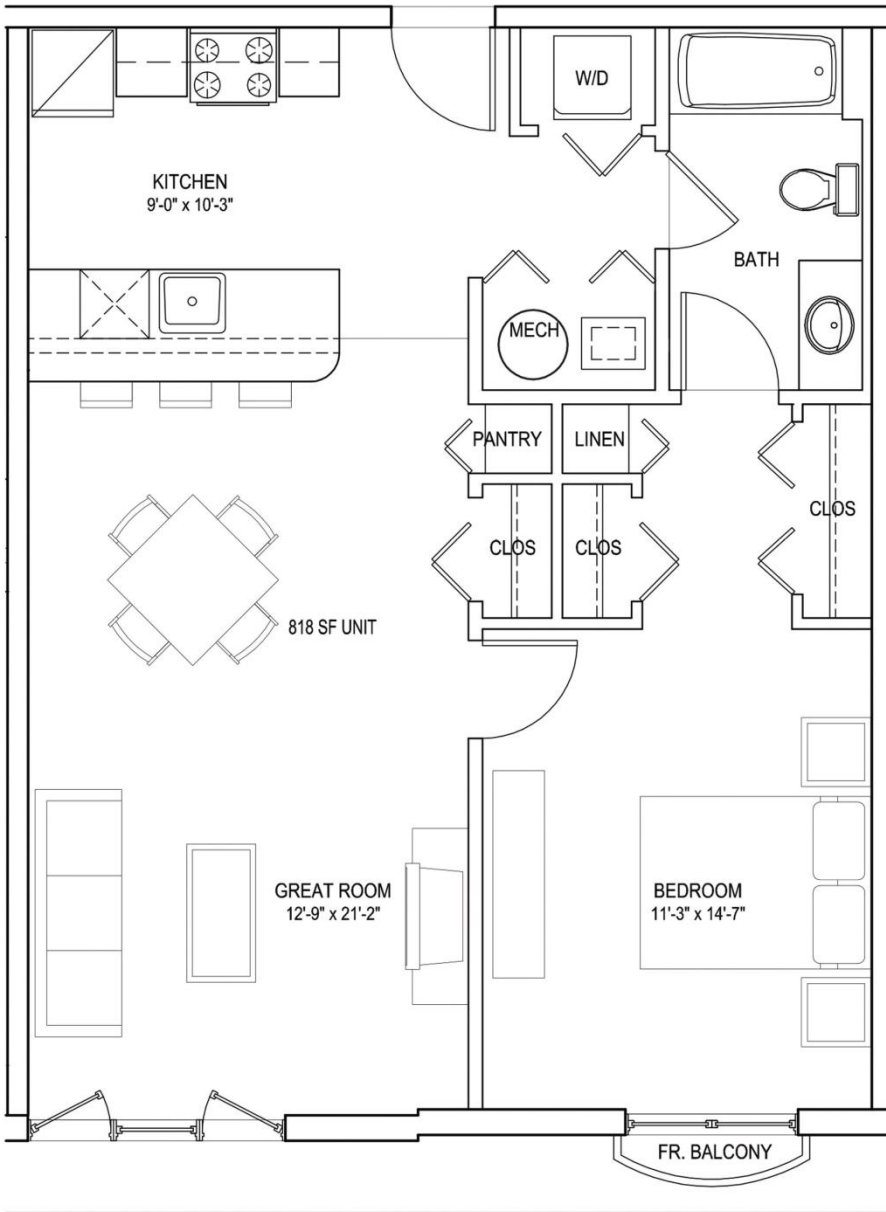 W/D
KITCHEN
9'-0" x 10'-3"
BATH
MECH
PANTRY
LINEN
CLOS
CLOS
CLOS
818 SF UNIT
GREAT ROOM
12'-9" x 21'-2"
BEDROOM
11'-3" x 14'-7"
FR. BALCONY